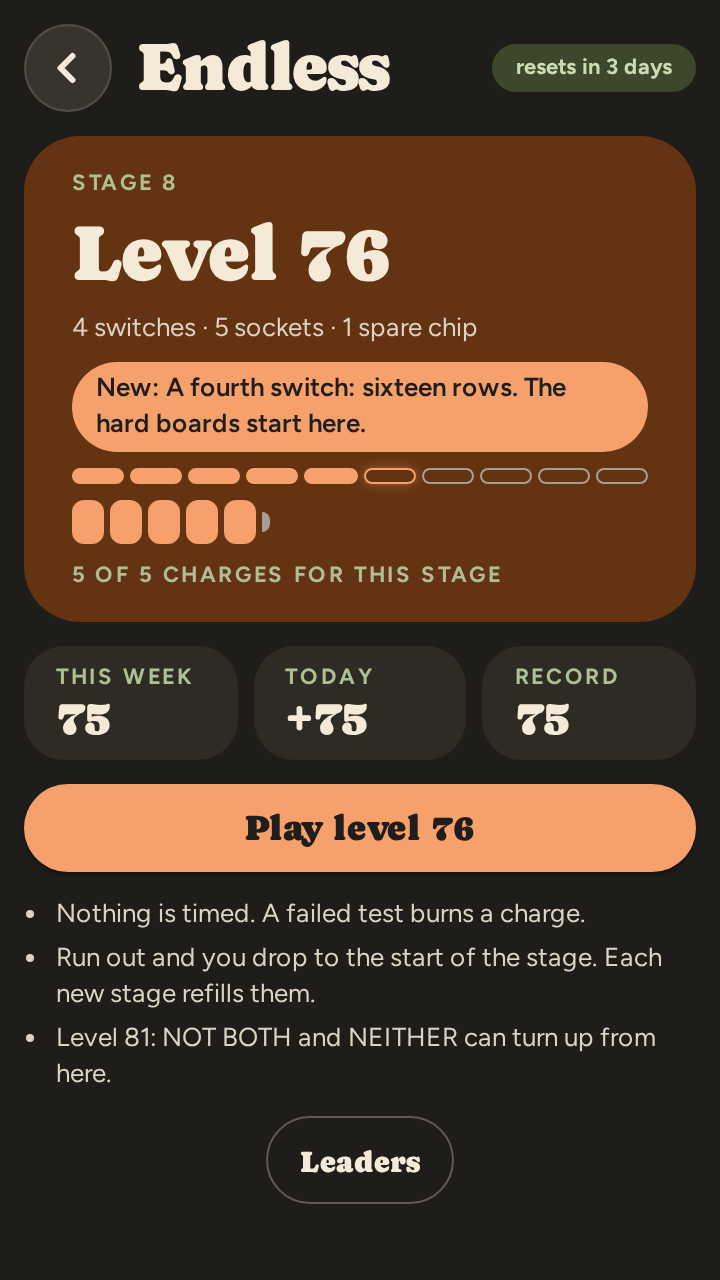 Endless
resets in 3 days
STAGE 8
Level 76
4 switches · 5 sockets · 1 spare chip
New: A fourth switch: sixteen rows. The
hard boards start here.
5 OF 5 CHARGES FOR THIS STAGE
THIS WEEK
75
TODAY
+75
RECORD
75
Play level 76
• Nothing is timed. A failed test burns a charge.
• Run out and you drop to the start of the stage. Each
new stage refills them.
• Level 81: NOT BOTH and NEITHER can turn up from
here.
Leaders